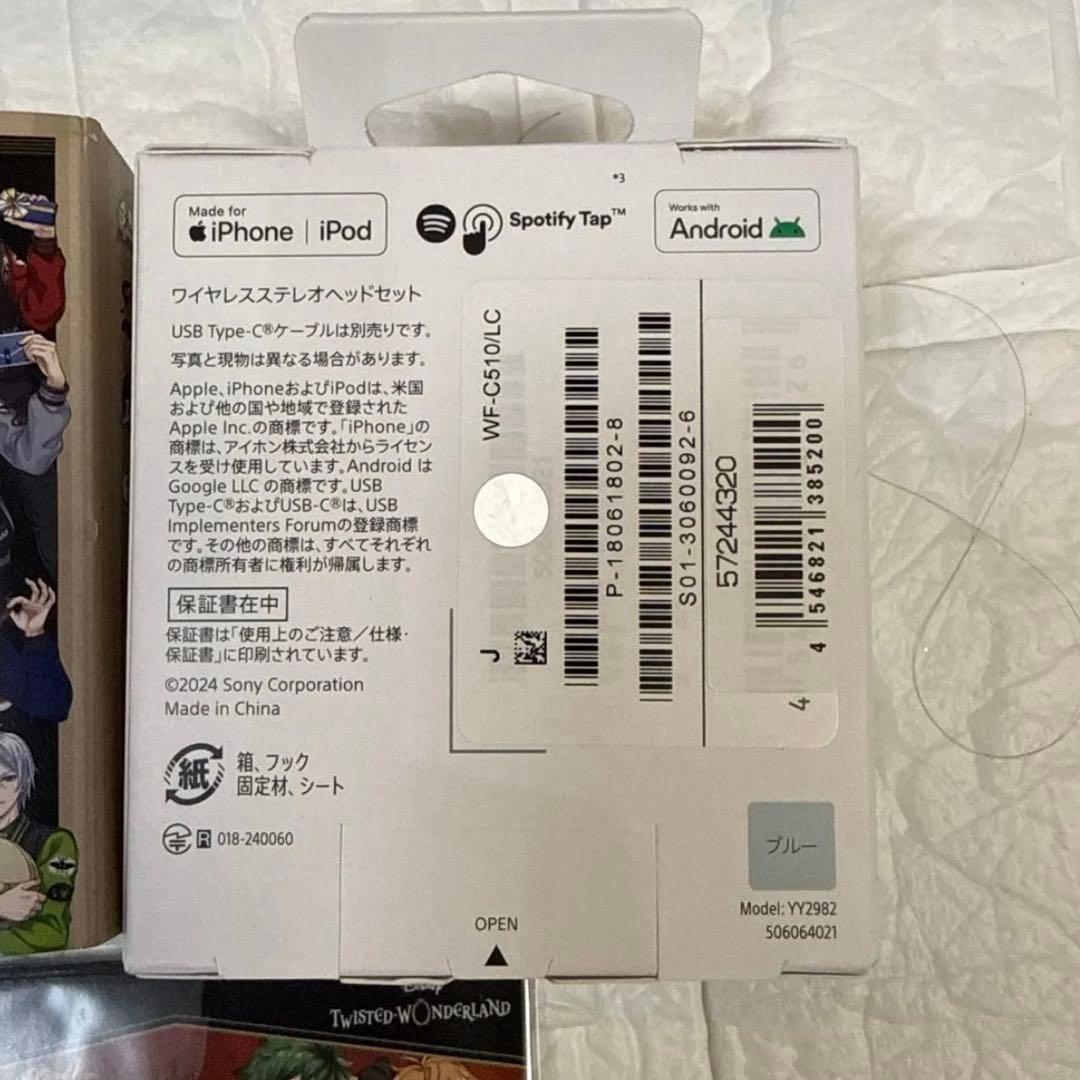 *3
Made for
iPhone | iPod
Spotify Tap™
Works with
Android
ワイヤレスステレオヘッドセット
USB Type-C®ケーブルは別売りです。
写真と現物は異なる場合があります。
Apple、iPhoneおよびiPodは、米国
および他の国や地域で登録された
Apple Inc.の商標です。「iPhone」の
商標は、アイホン株式会社からライセン
スを受け使用しています。Android は
Google LLC の商標です。USB
Type-C®およびUSB-C®は、USB
Implementers Forumの登録商標
です。その他の商標は、すべてそれぞれ
の商標所有者に権利が帰属します。
保証書在中
保証書は「使用上のご注意/仕様・
保証書」に印刷されています。
©2024 Sony Corporation
Made in China
紙
箱、フック
固定材、シート
R 018-240060
WF-C510/LC
J
P-18061802-8
S01-3060092-6
57244320
4 546821 385200
4
ブルー
Model: YY2982
506064021
OPEN
TWISTED-WONDERLAND